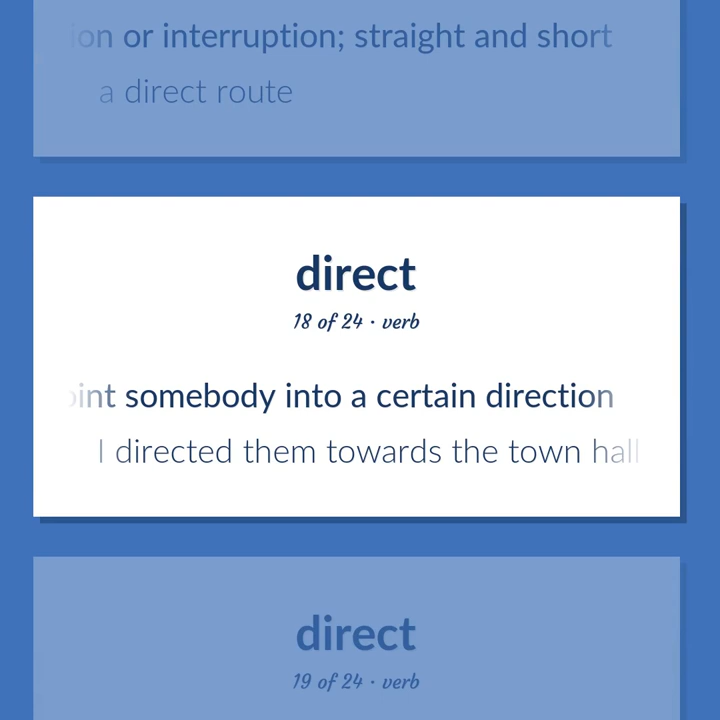 or interruption; straight and short
a direct route
direct
18 of 24 · verb
somebody into a certain direction
I directed them towards the town hall
direct
19 of 24 · verb